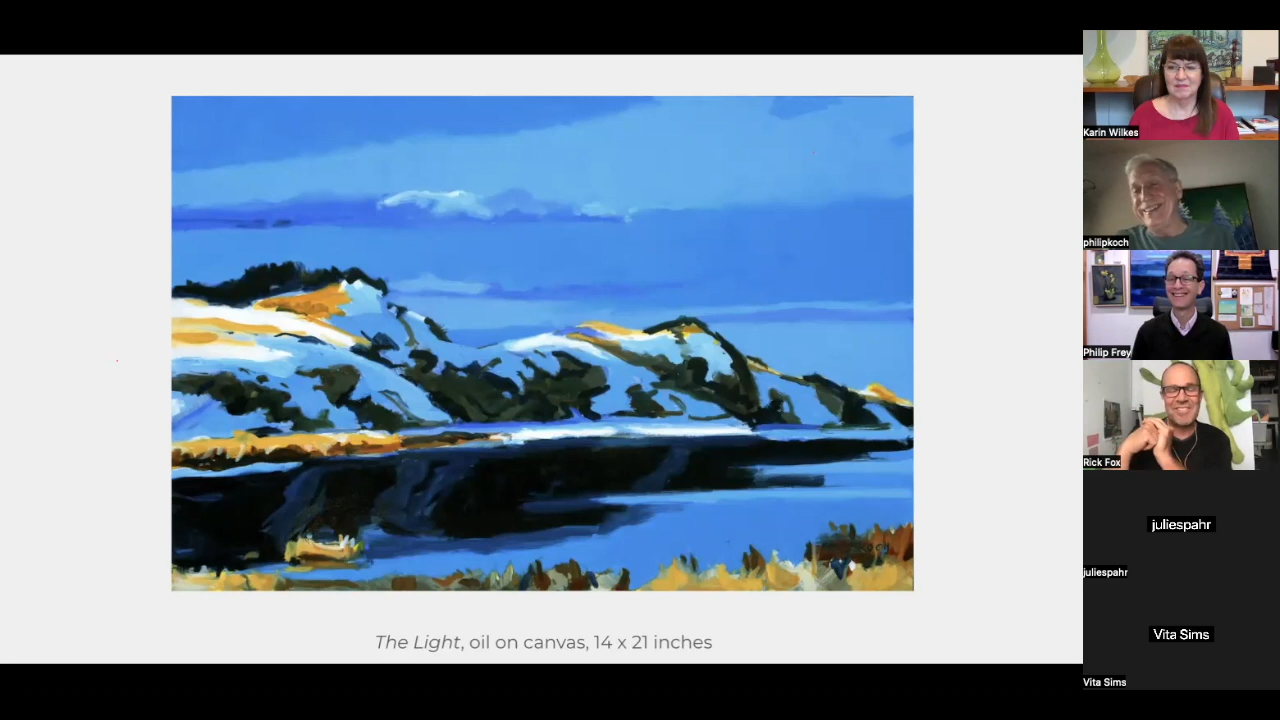 The Light, oil on canvas, 14 x 21 inches
Karin Wilkes
philipkoch
Philip Frey
Rick Fox
juliespahr
juliespahr
Vita Sims
Vita Sims